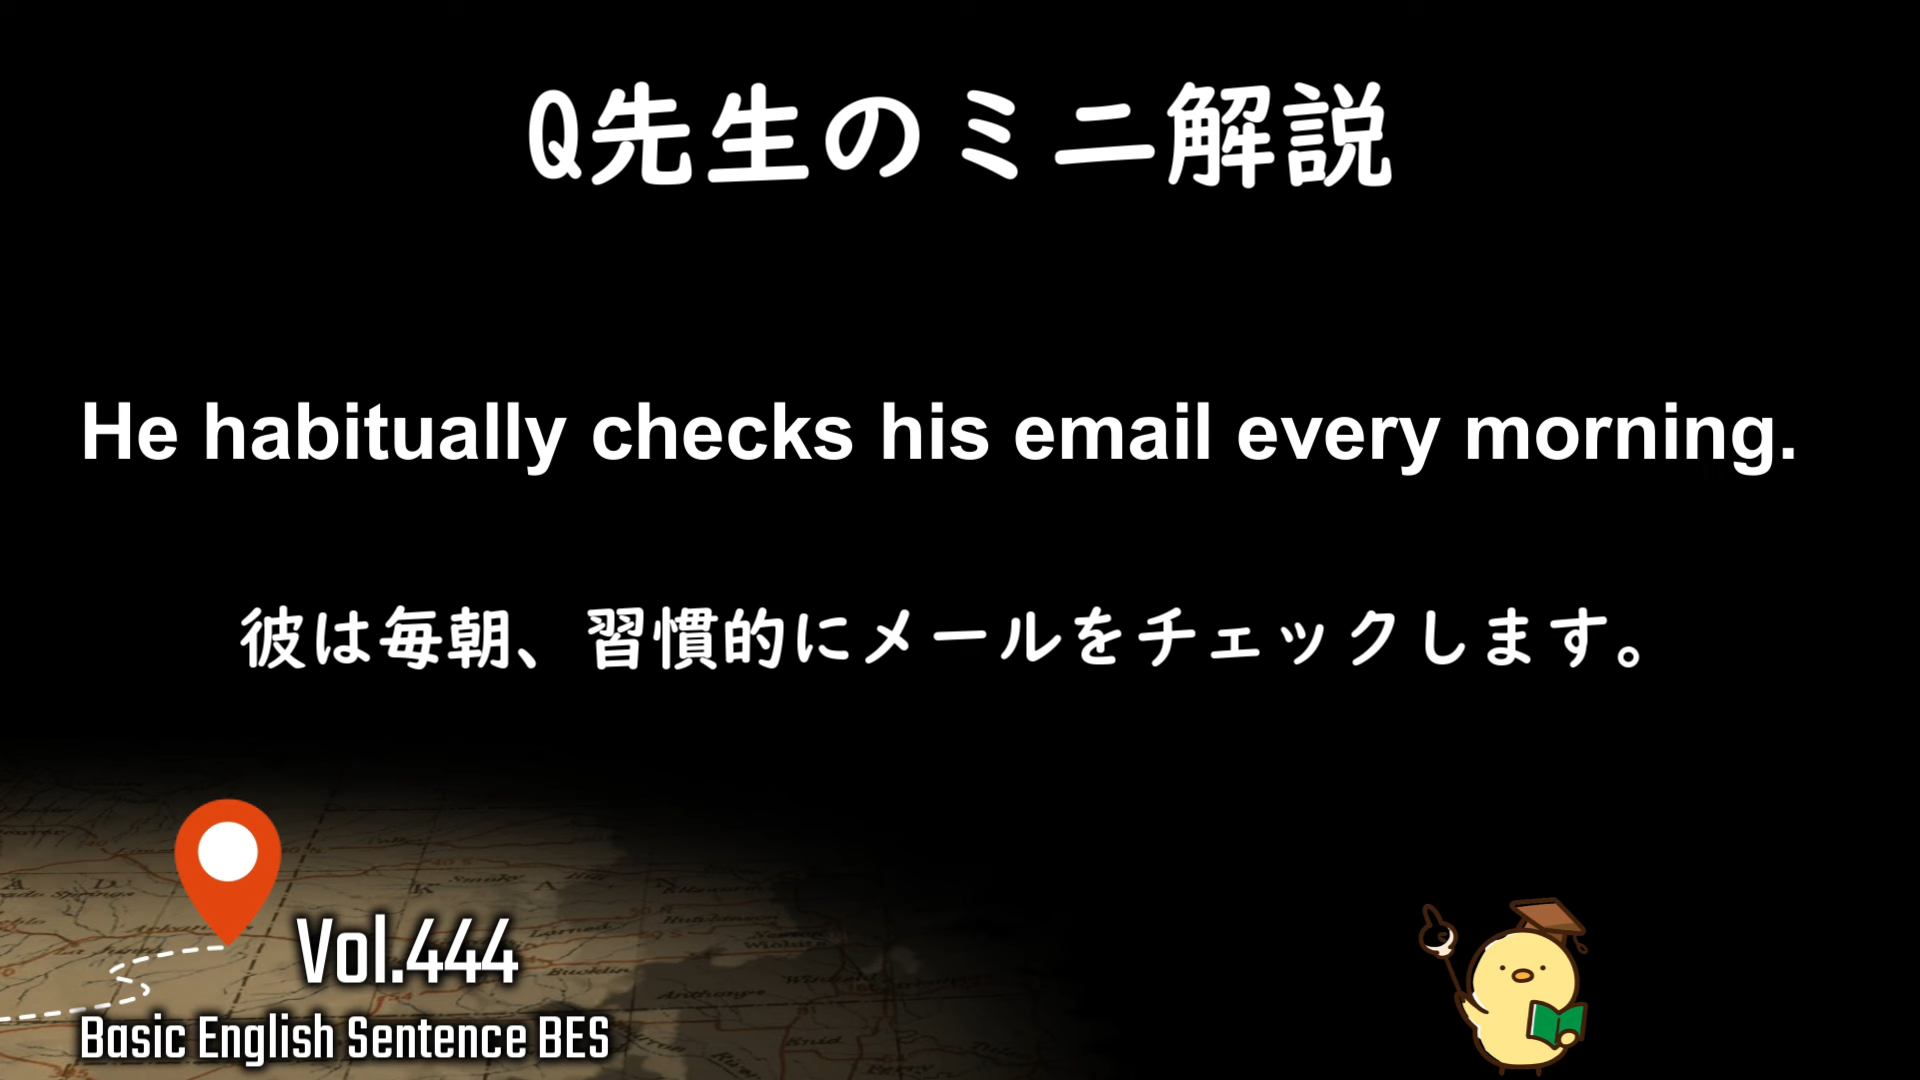 Q先生のミニ解説
He habitually checks his email every morning.
彼は毎朝、習慣的にメールをチェックします。
Vol.444
Basic English Sentence BES